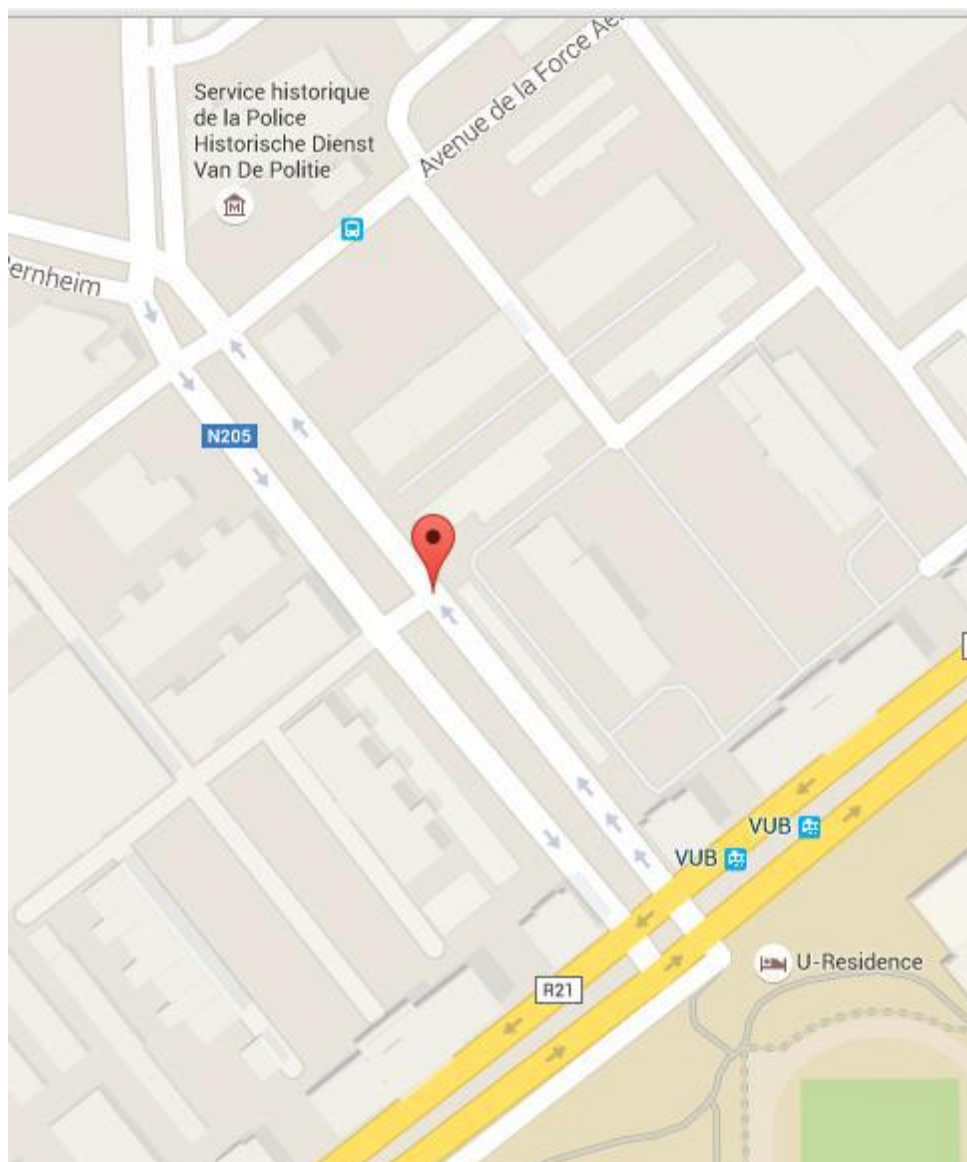 Service historique
de la Police
Historische Dienst
Van De Politie
Avenue de la Force Aé
ernheim
N205
VUB
VUB
U-Residence
R21